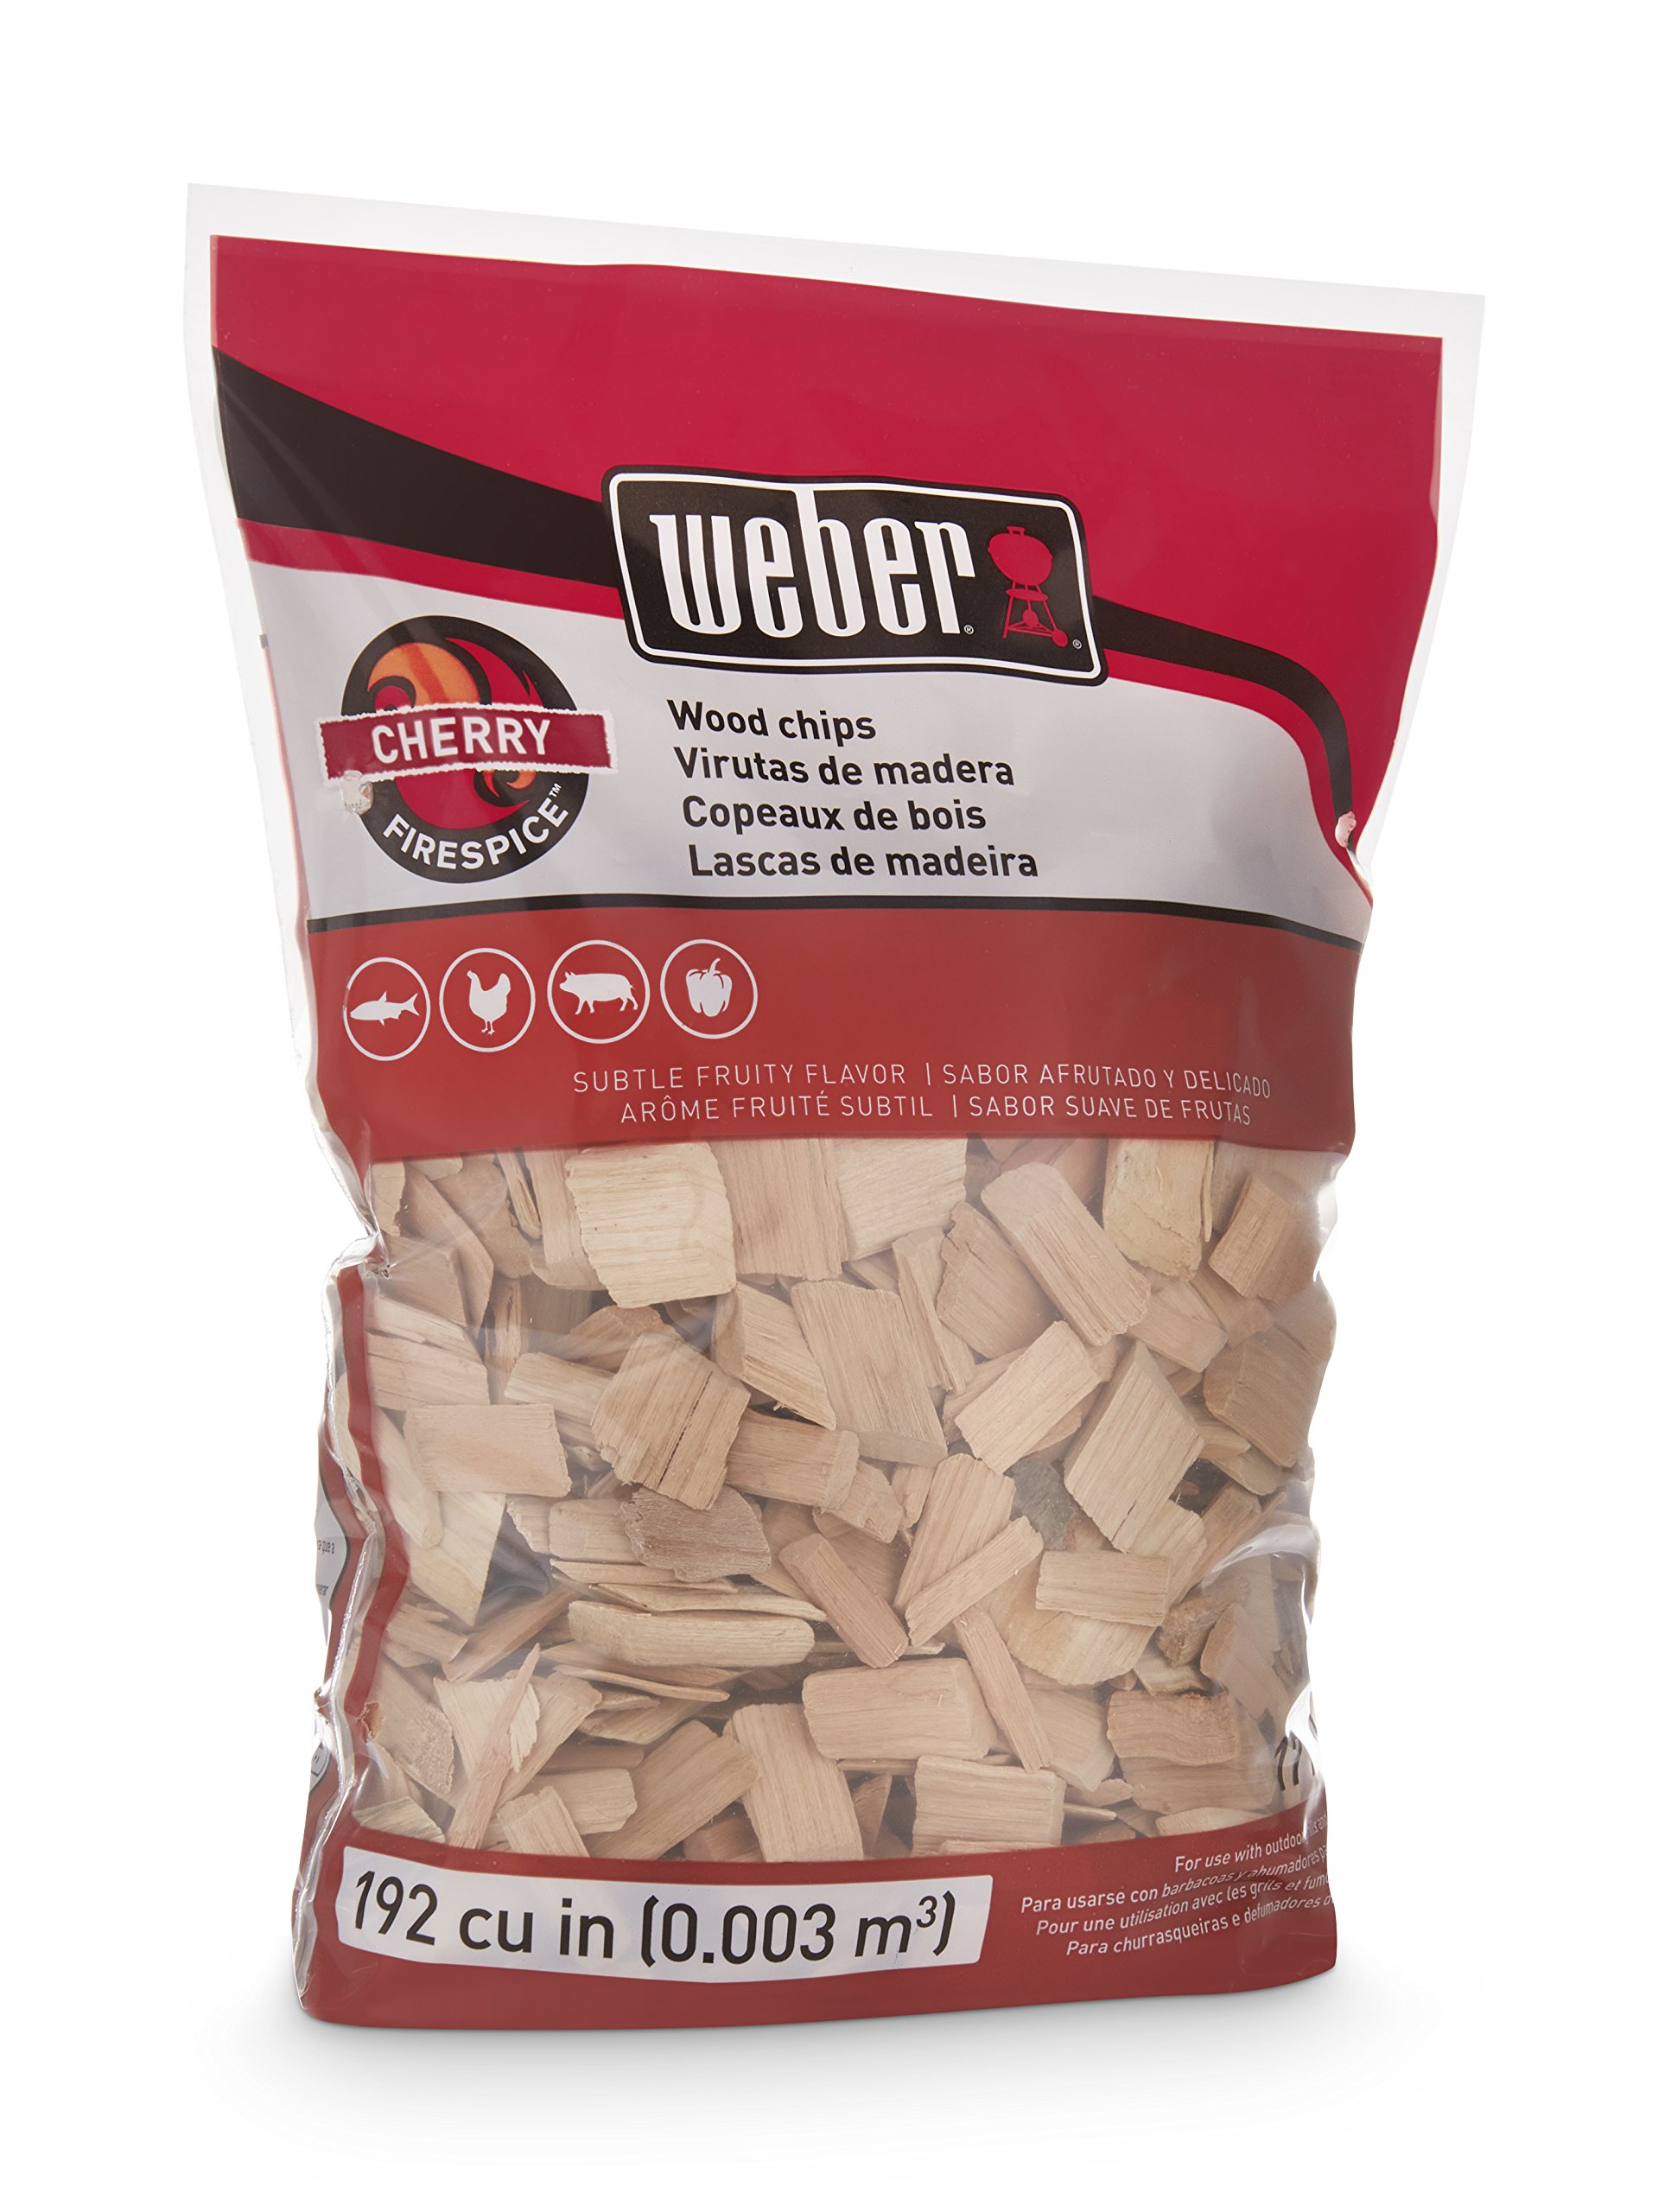 weber
CHERRY
FIRESPICE™
Wood chips
Virutas de madera
Copeaux de bois
Lascas de madeira
SUBTLE FRUITY FLAVOR | SABOR AFRUTADO Y DELICADO
ARÔME FRUITÉ SUBTIL | SABOR SUAVE DE FRUTAS
192 cu in (0.003 m³)
For use with outdoor
Para usarse con barbacoas y ahumadores
Pour une utilisation avec les grils et
Para churrasqueiras e defumadores